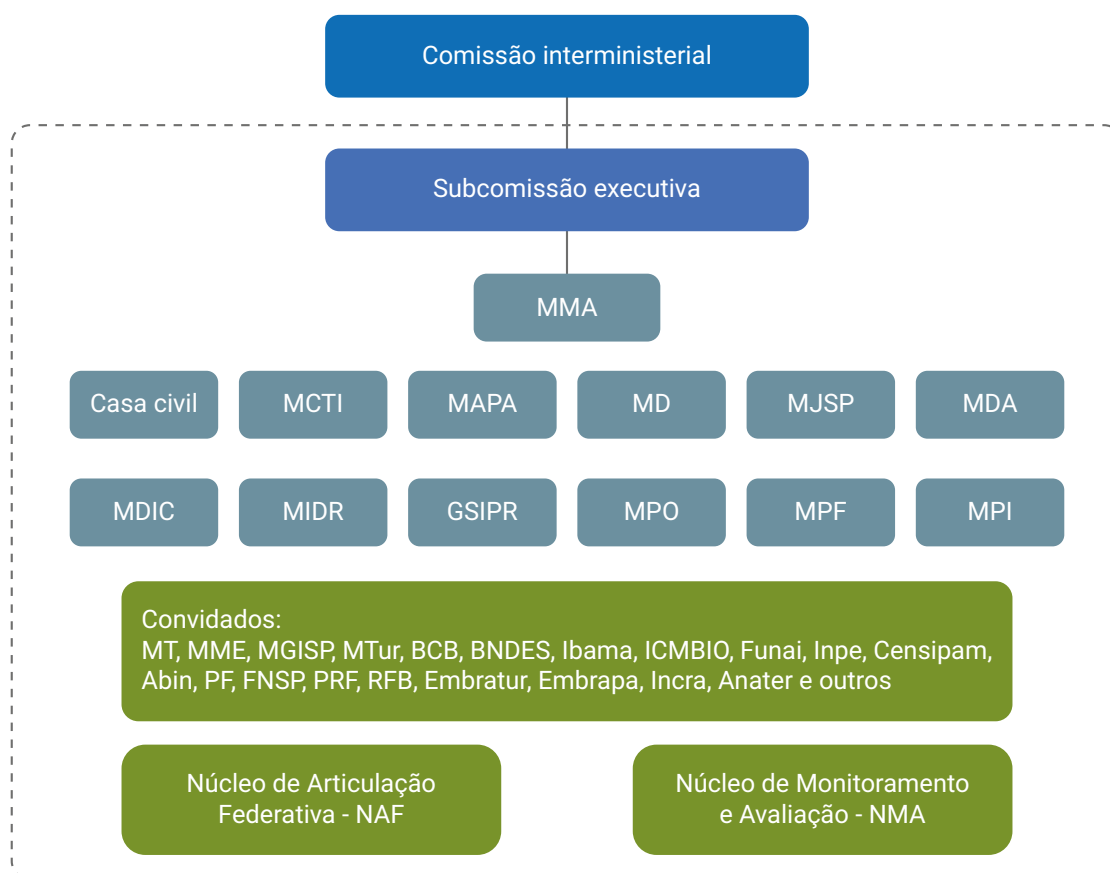 Comissão interministerial
Subcomissão executiva
MMA
Casa civil
MCTI
MAPA
MD
MJSP
MDA
MDIC
MIDR
GSIPR
MPO
MPF
MPI
Convidados:
MT, MME, MGISP, MTur, BCB, BNDES, Ibama, ICMBIO, Funai, Inpe, Censipam,
Abin, PF, FNSP, PRF, RFB, Embratur, Embrapa, Incra, Anater e outros
Núcleo de Articulação
Federativa - NAF
Núcleo de Monitoramento
e Avaliação - NMA